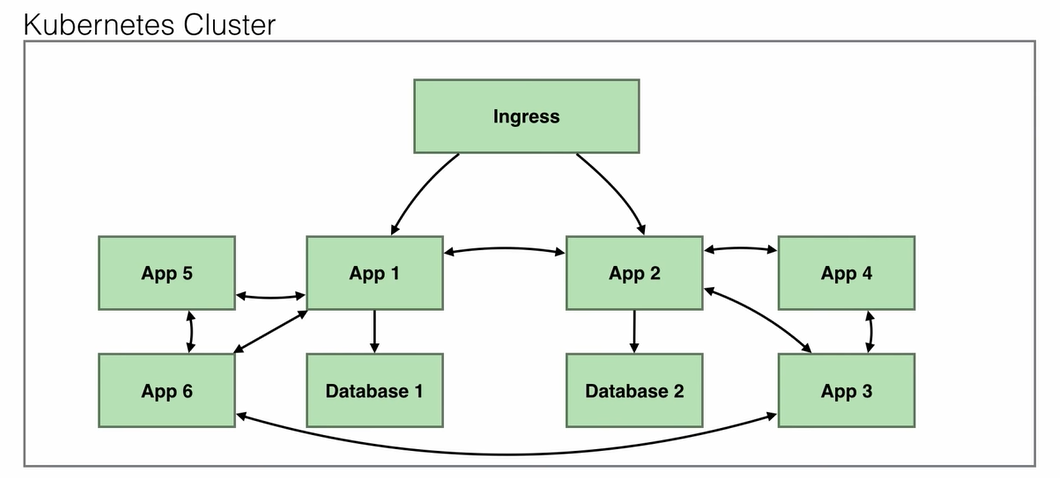 Kubernetes Cluster
Ingress
App 5
App 1
App 2
App 4
App 6
Database 1
Database 2
App 3